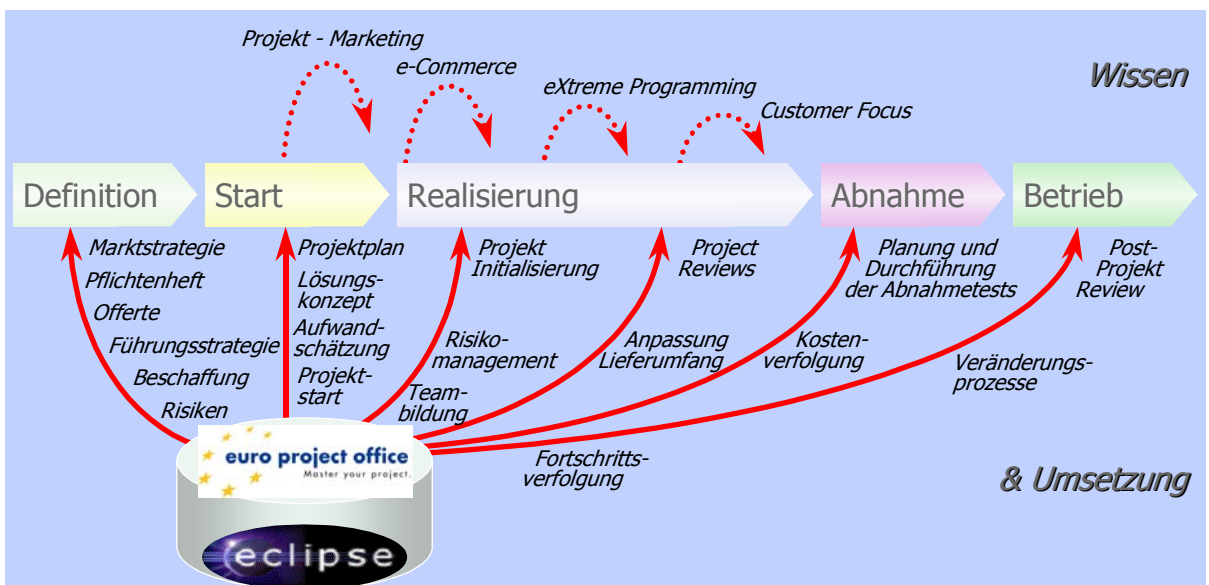 Projekt - Marketing
e-Commerce
eXtreme Programming
Customer Focus
Wissen
Definition
Start
Realisierung
Abnahme
Betrieb
Marktstrategie
Pflichtenheft
Offerte
Führungsstrategie
Beschaffung
Risiken
Projektplan
Lösungs-
konzept
Aufwand-
schätzung
Projekt-
start
Projekt
Initialisierung
Risiko-
management
Team-
bildung
Project
Reviews
Anpassung
Lieferumfang
Fortschritts-
verfolgung
Planung und
Durchführung
der Abnahmetests
Kosten-
verfolgung
Post-
Projekt
Review
Veränderungs-
prozesse
& Umsetzung
euro project office
Master your project.
eclipse